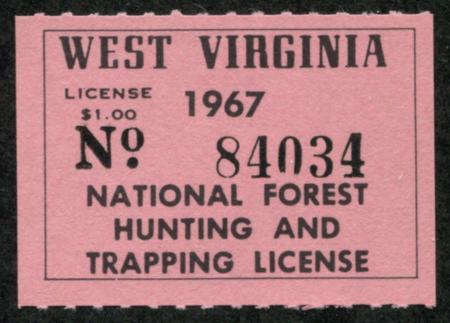 WEST VIRGINIA
LICENSE 1967
$1.00
Nº 84034
NATIONAL FOREST
HUNTING AND
TRAPPING LICENSE